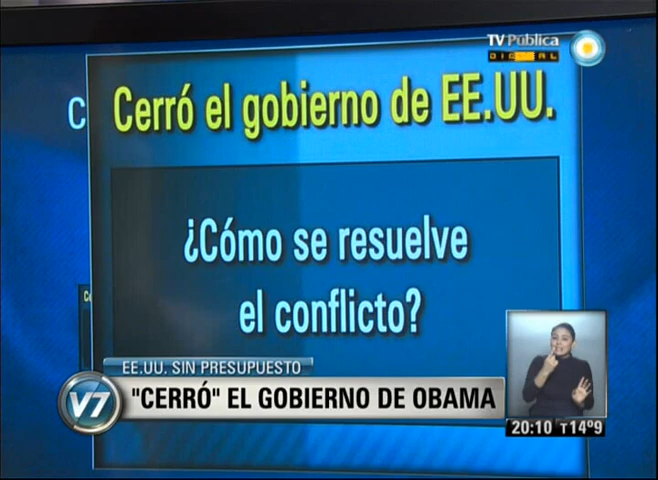 TV Pública
DIGITAL
C
Cerró el gobierno de EE.UU.
¿Cómo se resuelve
el conflicto?
EE.UU. SIN PRESUPUESTO
V7
"CERRÓ" EL GOBIERNO DE OBAMA
20:10 T14º9